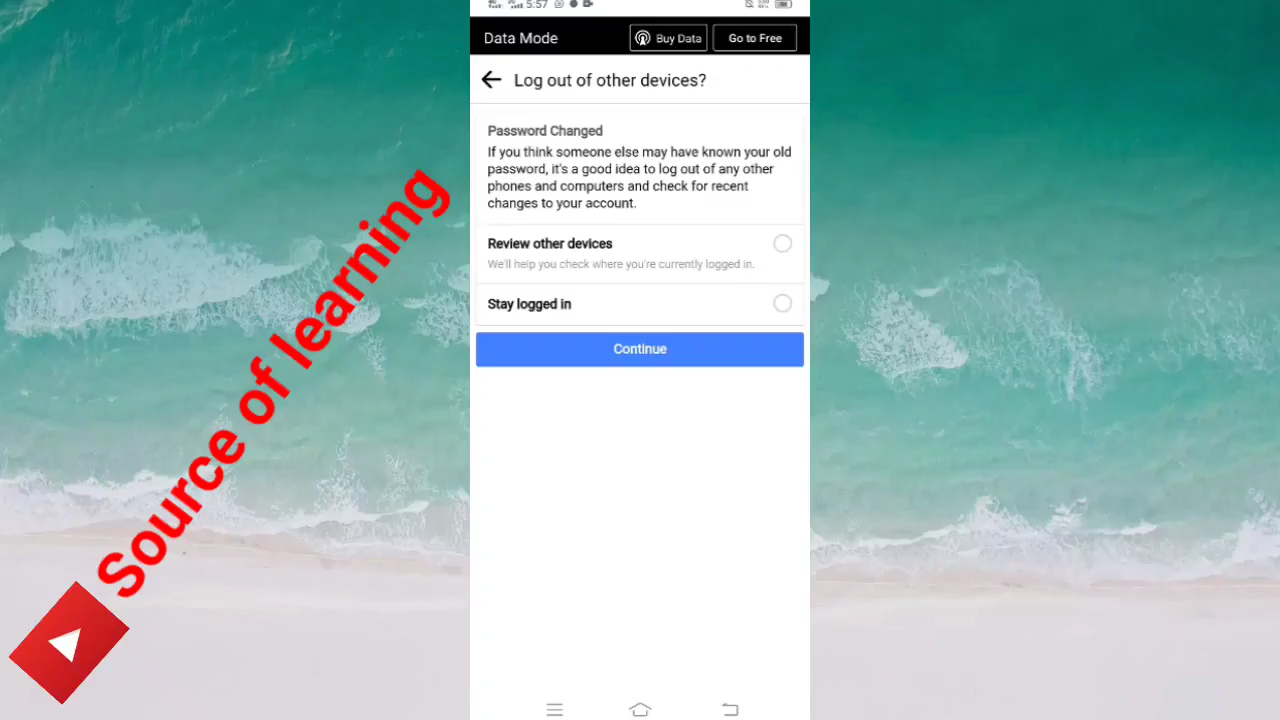 5:57
Data Mode
Buy Data
Go to Free
Log out of other devices?
Password Changed
If you think someone else may have known your old
password, it's a good idea to log out of any other
phones and computers and check for recent
changes to your account.
Review other devices
We'll help you check where you're currently logged in.
Stay logged in
Continue
Source of learning